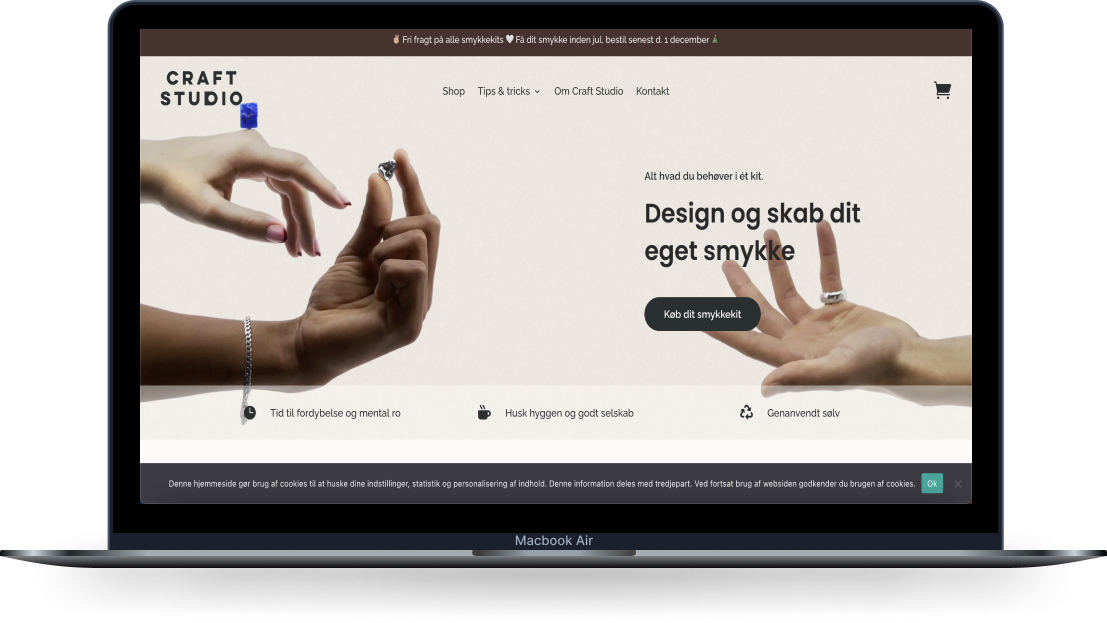 ✌🏼 Fri fragt på alle smykkekits 🤍 Få dit smykke inden jul, bestil senest d. 1 december 🎄
CRAFT
STUDIO
Shop Tips & tricks Om Craft Studio Kontakt
Alt hvad du behøver i ét kit.
Design og skab dit
eget smykke
Køb dit smykkekit
Tid til fordybelse og mental ro Husk hyggen og godt selskab Genanvendt sølv
Denne hjemmeside gør brug af cookies til at huske dine indstillinger, statistik og personalisering af indhold. Denne information deles med tredjepart. Ved fortsat brug af websiden godkender du brugen af cookies. Ok
Macbook Air